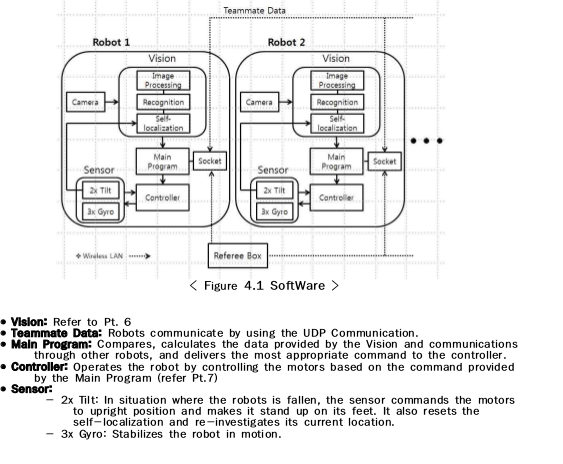 Teammate Data
Robot 1
Vision
Image
Processing
Recognition
Self-
localization
Camera
Main
Program
Socket
Sensor
2x Tilt
3x Gyro
Controller
Robot 2
Vision
Image
Processing
Recognition
Self-
localization
Camera
Main
Program
Socket
Sensor
2x Tilt
3x Gyro
Controller
● ● ●
❖ Wireless LAN
Referee Box
< Figure 4.1 SoftWare >
● Vision: Refer to Pt. 6
● Teammate Data: Robots communicate by using the UDP Communication.
● Main Program: Compares, calculates the data provided by the Vision and communications
through other robots, and delivers the most appropriate command to the controller.
● Controller: Operates the robot by controlling the motors based on the command provided
by the Main Program (refer Pt.7)
● Sensor:
– 2x Tilt: In situation where the robots is fallen, the sensor commands the motors
to upright position and makes it stand up on its feet. It also resets the
self-localization and re-investigates its current location.
– 3x Gyro: Stabilizes the robot in motion.